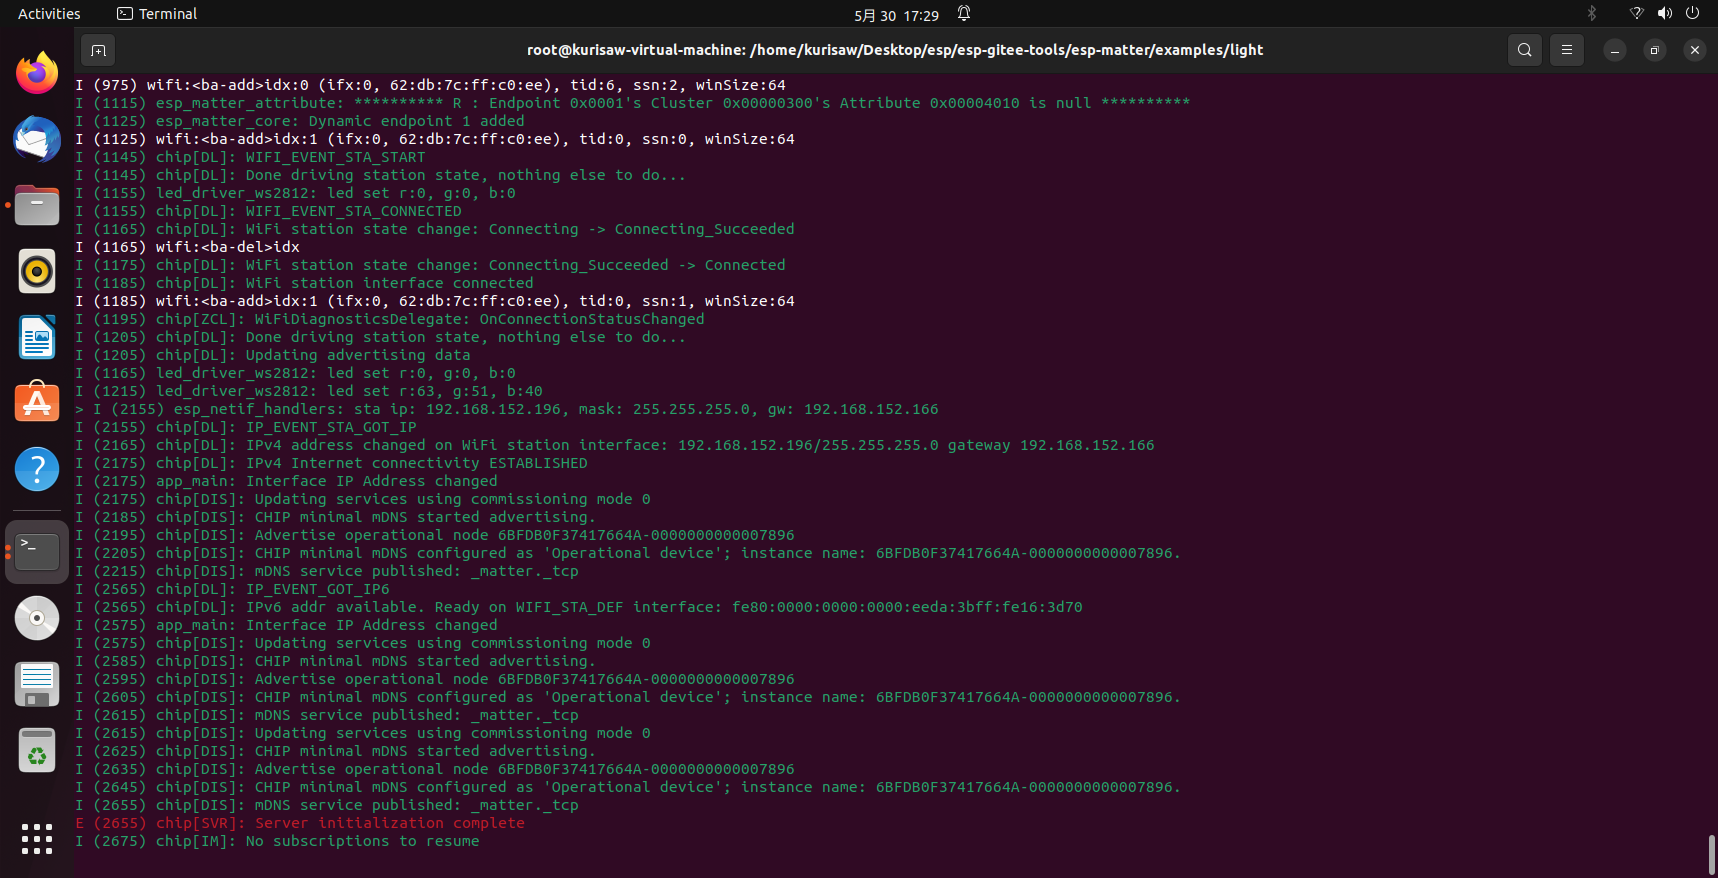 Activities
Terminal
5月 30 17:29
root@kurisaw-virtual-machine: /home/kurisaw/Desktop/esp/esp-gitee-tools/esp-matter/examples/light
I (975) wifi:<ba-add>idx:0 (ifx:0, 62:db:7c:ff:c0:ee), tid:6, ssn:2, winSize:64
I (1115) esp_matter_attribute: ********** R : Endpoint 0x0001's Cluster 0x00000300's Attribute 0x00004010 is null **********
I (1125) esp_matter_core: Dynamic endpoint 1 added
I (1125) wifi:<ba-add>idx:1 (ifx:0, 62:db:7c:ff:c0:ee), tid:0, ssn:0, winSize:64
I (1145) chip[DL]: WIFI_EVENT_STA_START
I (1145) chip[DL]: Done driving station state, nothing else to do...
I (1155) led_driver_ws2812: led set r:0, g:0, b:0
I (1155) chip[DL]: WIFI_EVENT_STA_CONNECTED
I (1165) chip[DL]: WiFi station state change: Connecting -> Connecting_Succeeded
I (1165) wifi:<ba-del>idx
I (1175) chip[DL]: WiFi station state change: Connecting_Succeeded -> Connected
I (1185) chip[DL]: WiFi station interface connected
I (1185) wifi:<ba-add>idx:1 (ifx:0, 62:db:7c:ff:c0:ee), tid:0, ssn:1, winSize:64
I (1195) chip[ZCL]: WiFiDiagnosticsDelegate: OnConnectionStatusChanged
I (1205) chip[DL]: Done driving station state, nothing else to do...
I (1205) chip[DL]: Updating advertising data
I (1165) led_driver_ws2812: led set r:0, g:0, b:0
I (1215) led_driver_ws2812: led set r:63, g:51, b:40
> I (2155) esp_netif_handlers: sta ip: 192.168.152.196, mask: 255.255.255.0, gw: 192.168.152.166
I (2155) chip[DL]: IP_EVENT_STA_GOT_IP
I (2165) chip[DL]: IPv4 address changed on WiFi station interface: 192.168.152.196/255.255.255.0 gateway 192.168.152.166
I (2175) chip[DL]: IPv4 Internet connectivity ESTABLISHED
I (2175) app_main: Interface IP Address changed
I (2175) chip[DIS]: Updating services using commissioning mode 0
I (2185) chip[DIS]: CHIP minimal mDNS started advertising.
I (2195) chip[DIS]: Advertise operational node 6BFDB0F37417664A-0000000000007896
I (2205) chip[DIS]: CHIP minimal mDNS configured as 'Operational device'; instance name: 6BFDB0F37417664A-0000000000007896.
I (2215) chip[DIS]: mDNS service published: _matter._tcp
I (2565) chip[DL]: IP_EVENT_GOT_IP6
I (2565) chip[DL]: IPv6 addr available. Ready on WIFI_STA_DEF interface: fe80:0000:0000:0000:eeda:3bff:fe16:3d70
I (2575) app_main: Interface IP Address changed
I (2575) chip[DIS]: Updating services using commissioning mode 0
I (2585) chip[DIS]: CHIP minimal mDNS started advertising.
I (2595) chip[DIS]: Advertise operational node 6BFDB0F37417664A-0000000000007896
I (2605) chip[DIS]: CHIP minimal mDNS configured as 'Operational device'; instance name: 6BFDB0F37417664A-0000000000007896.
I (2615) chip[DIS]: mDNS service published: _matter._tcp
I (2615) chip[DIS]: Updating services using commissioning mode 0
I (2625) chip[DIS]: CHIP minimal mDNS started advertising.
I (2635) chip[DIS]: Advertise operational node 6BFDB0F37417664A-0000000000007896
I (2645) chip[DIS]: CHIP minimal mDNS configured as 'Operational device'; instance name: 6BFDB0F37417664A-0000000000007896.
I (2655) chip[DIS]: mDNS service published: _matter._tcp
E (2655) chip[SVR]: Server initialization complete
I (2675) chip[IM]: No subscriptions to resume